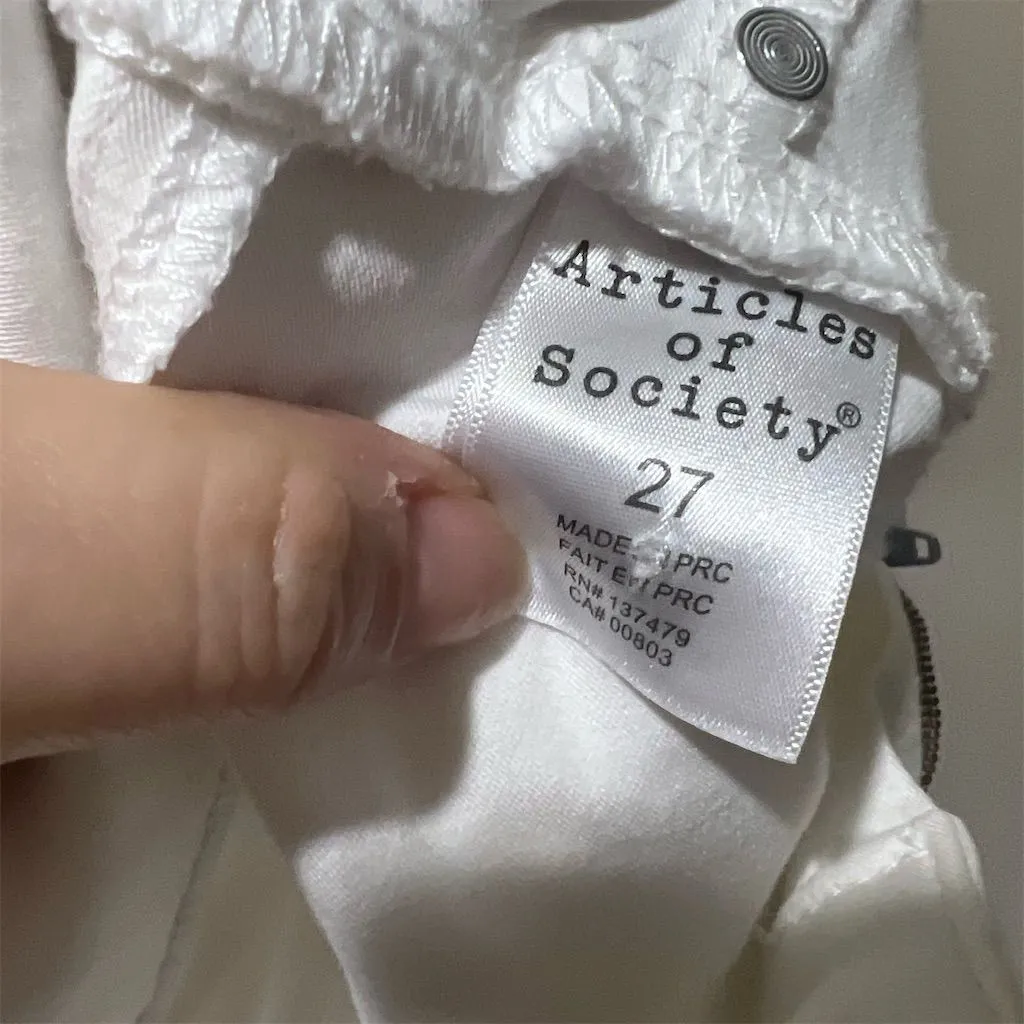 Articles
of
Society®
27
MADE PRC
FAIT EN PRC
RN# 137479
CA# 00803